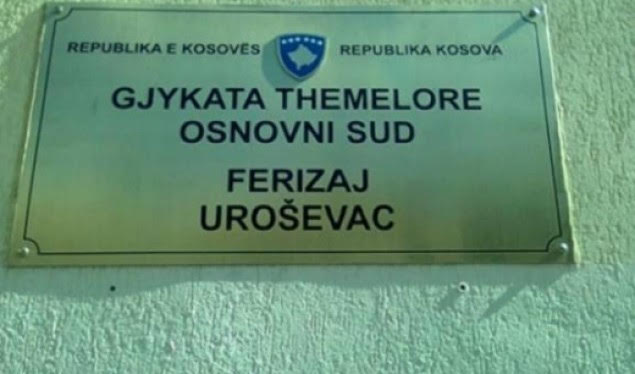 REPUBLIKA E KOSOVËS REPUBLIKA KOSOVA
GJYKATA THEMELORE
OSNOVNI SUD
FERIZAJ
UROŠEVAC